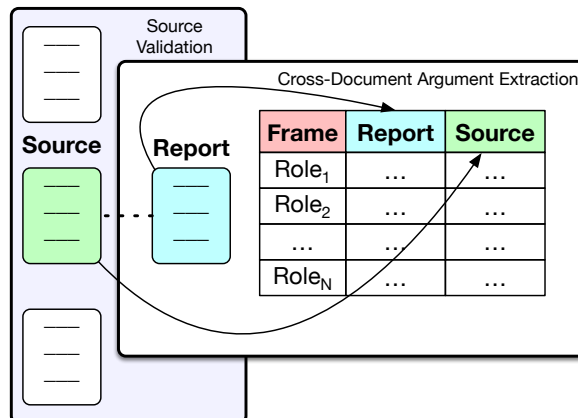 Source
Validation
Cross-Document Argument Extraction
Source
Report
Frame Report Source
Role1 ... ...
Role2 ... ...
... ... ...
RoleN ... ...